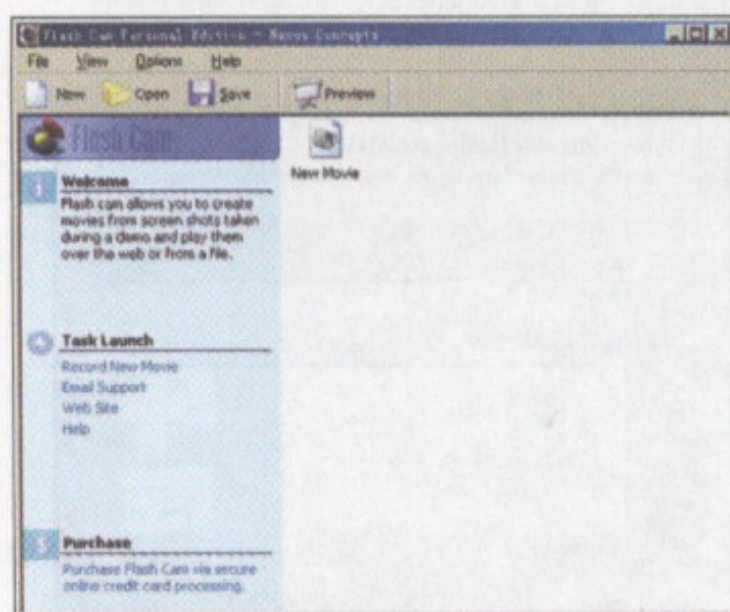 Flash Cam Personal Edition - Nexus Concepts
File View Options Help
New Open Save Preview
Flash Cam
New Movie
Welcome
Flash cam allows you to create
movies from screen shots taken
during a demo and play them
over the web or from a file.
Task Launch
Record New Movie
Email Support
Web Site
Help
Purchase
Purchase Flash Cam via secure
online credit card processing.